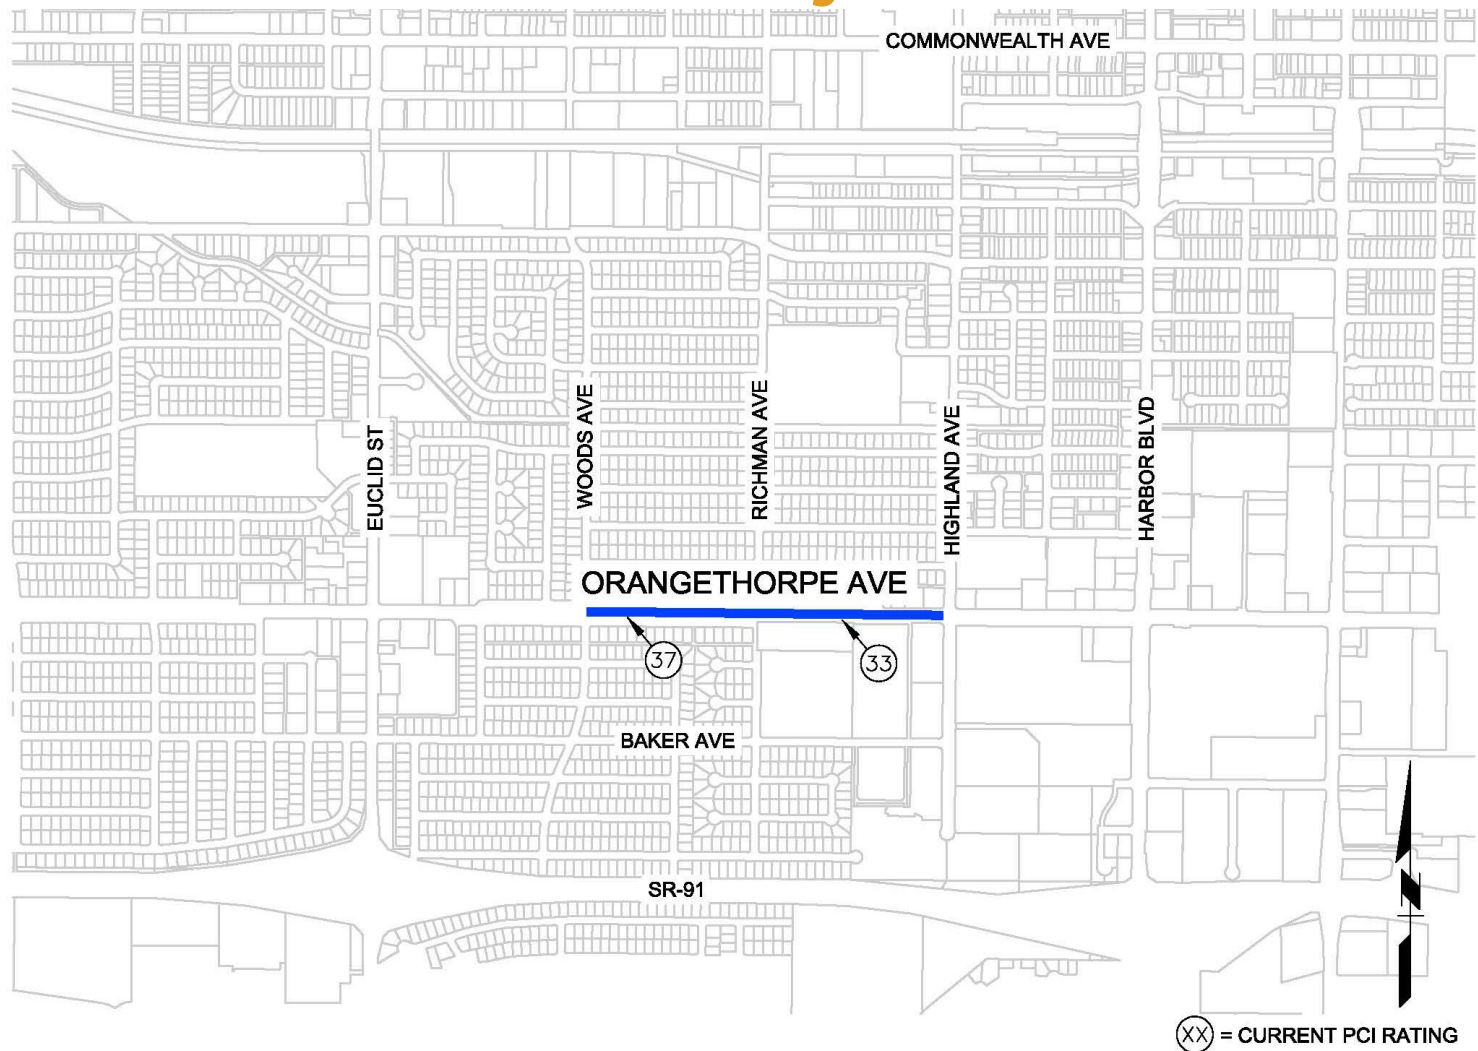 COMMONWEALTH AVE
EUCLID ST
WOODS AVE
RICHMAN AVE
HIGHLAND AVE
HARBOR BLVD
ORANGETHORPE AVE
37
33
BAKER AVE
SR-91
N
XX = CURRENT PCI RATING